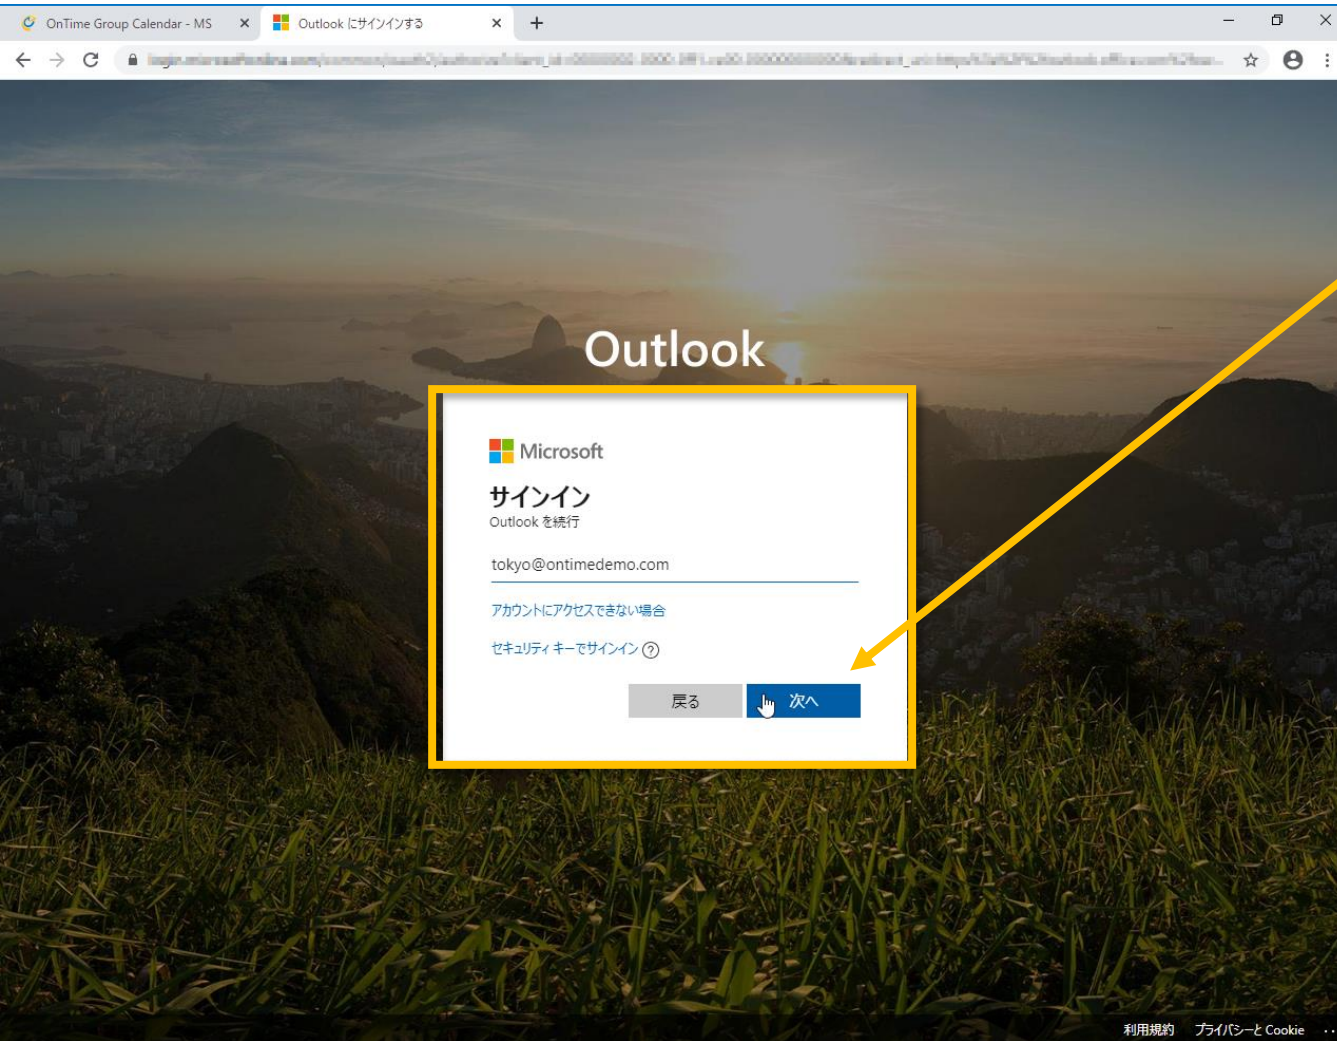 OnTime Group Calendar - MS
Outlook にサインインする
Outlook
Microsoft
サインイン
Outlook を続行
tokyo@ontimedemo.com
アカウントにアクセスできない場合
セキュリティ キーでサインイン
戻る
次へ
利用規約 プライバシーと Cookie